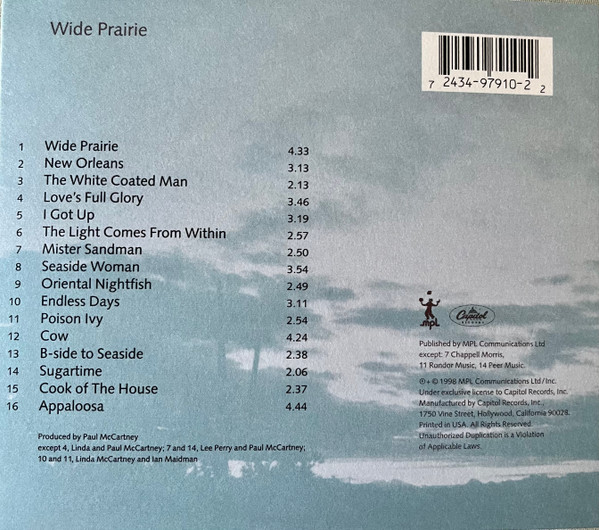 Wide Prairie
7 2434-97910-2 2
1 Wide Prairie 4.33
2 New Orleans 3.13
3 The White Coated Man 2.13
4 Love's Full Glory 3.46
5 I Got Up 3.19
6 The Light Comes From Within 2.57
7 Mister Sandman 2.50
8 Seaside Woman 3.54
9 Oriental Nightfish 2.49
10 Endless Days 3.11
11 Poison Ivy 2.54
12 Cow 4.24
13 B-side to Seaside 2.38
14 Sugartime 2.06
15 Cook of The House 2.37
16 Appaloosa 4.44
Produced by Paul McCartney
except 4, Linda and Paul McCartney; 7 and 14, Lee Perry and Paul McCartney;
10 and 11, Linda McCartney and Ian Maidman
mpl Capitol RECORDS
Published by MPL Communications Ltd
except: 7 Chappell Morris,
11 Rondor Music, 14 Peer Music.
℗+ © 1998 MPL Communications Ltd/Inc.
Under exclusive license to Capitol Records, Inc.
Manufactured by Capitol Records, Inc.,
1750 Vine Street, Hollywood, California 90028.
Printed in USA. All Rights Reserved.
Unauthorized Duplication is a Violation
of Applicable Laws.